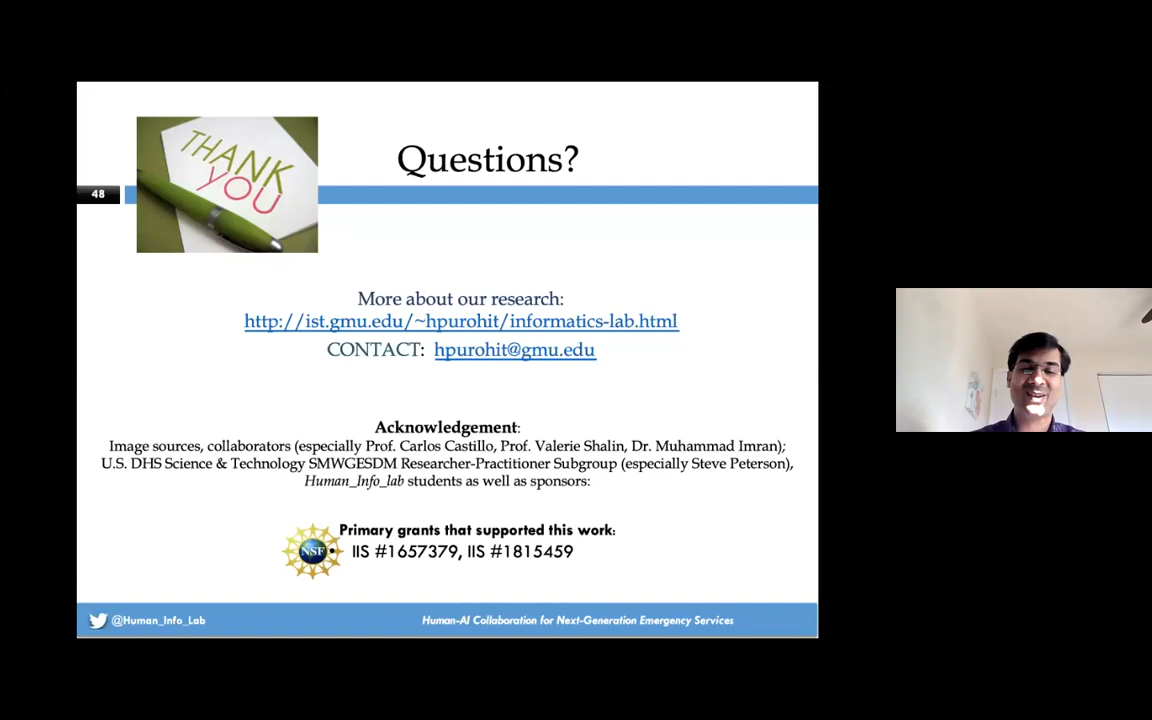 THANK
YOU
Questions?
48
More about our research:
http://ist.gmu.edu/~hpurohit/informatics-lab.html
CONTACT: hpurohit@gmu.edu
Acknowledgement:
Image sources, collaborators (especially Prof. Carlos Castillo, Prof. Valerie Shalin, Dr. Muhammad Imran);
U.S. DHS Science & Technology SMWGESDM Researcher-Practitioner Subgroup (especially Steve Peterson),
Human_Info_lab students as well as sponsors:
Primary grants that supported this work:
NSF
• IIS #1657379, IIS #1815459
@Human_Info_Lab
Human-AI Collaboration for Next-Generation Emergency Services